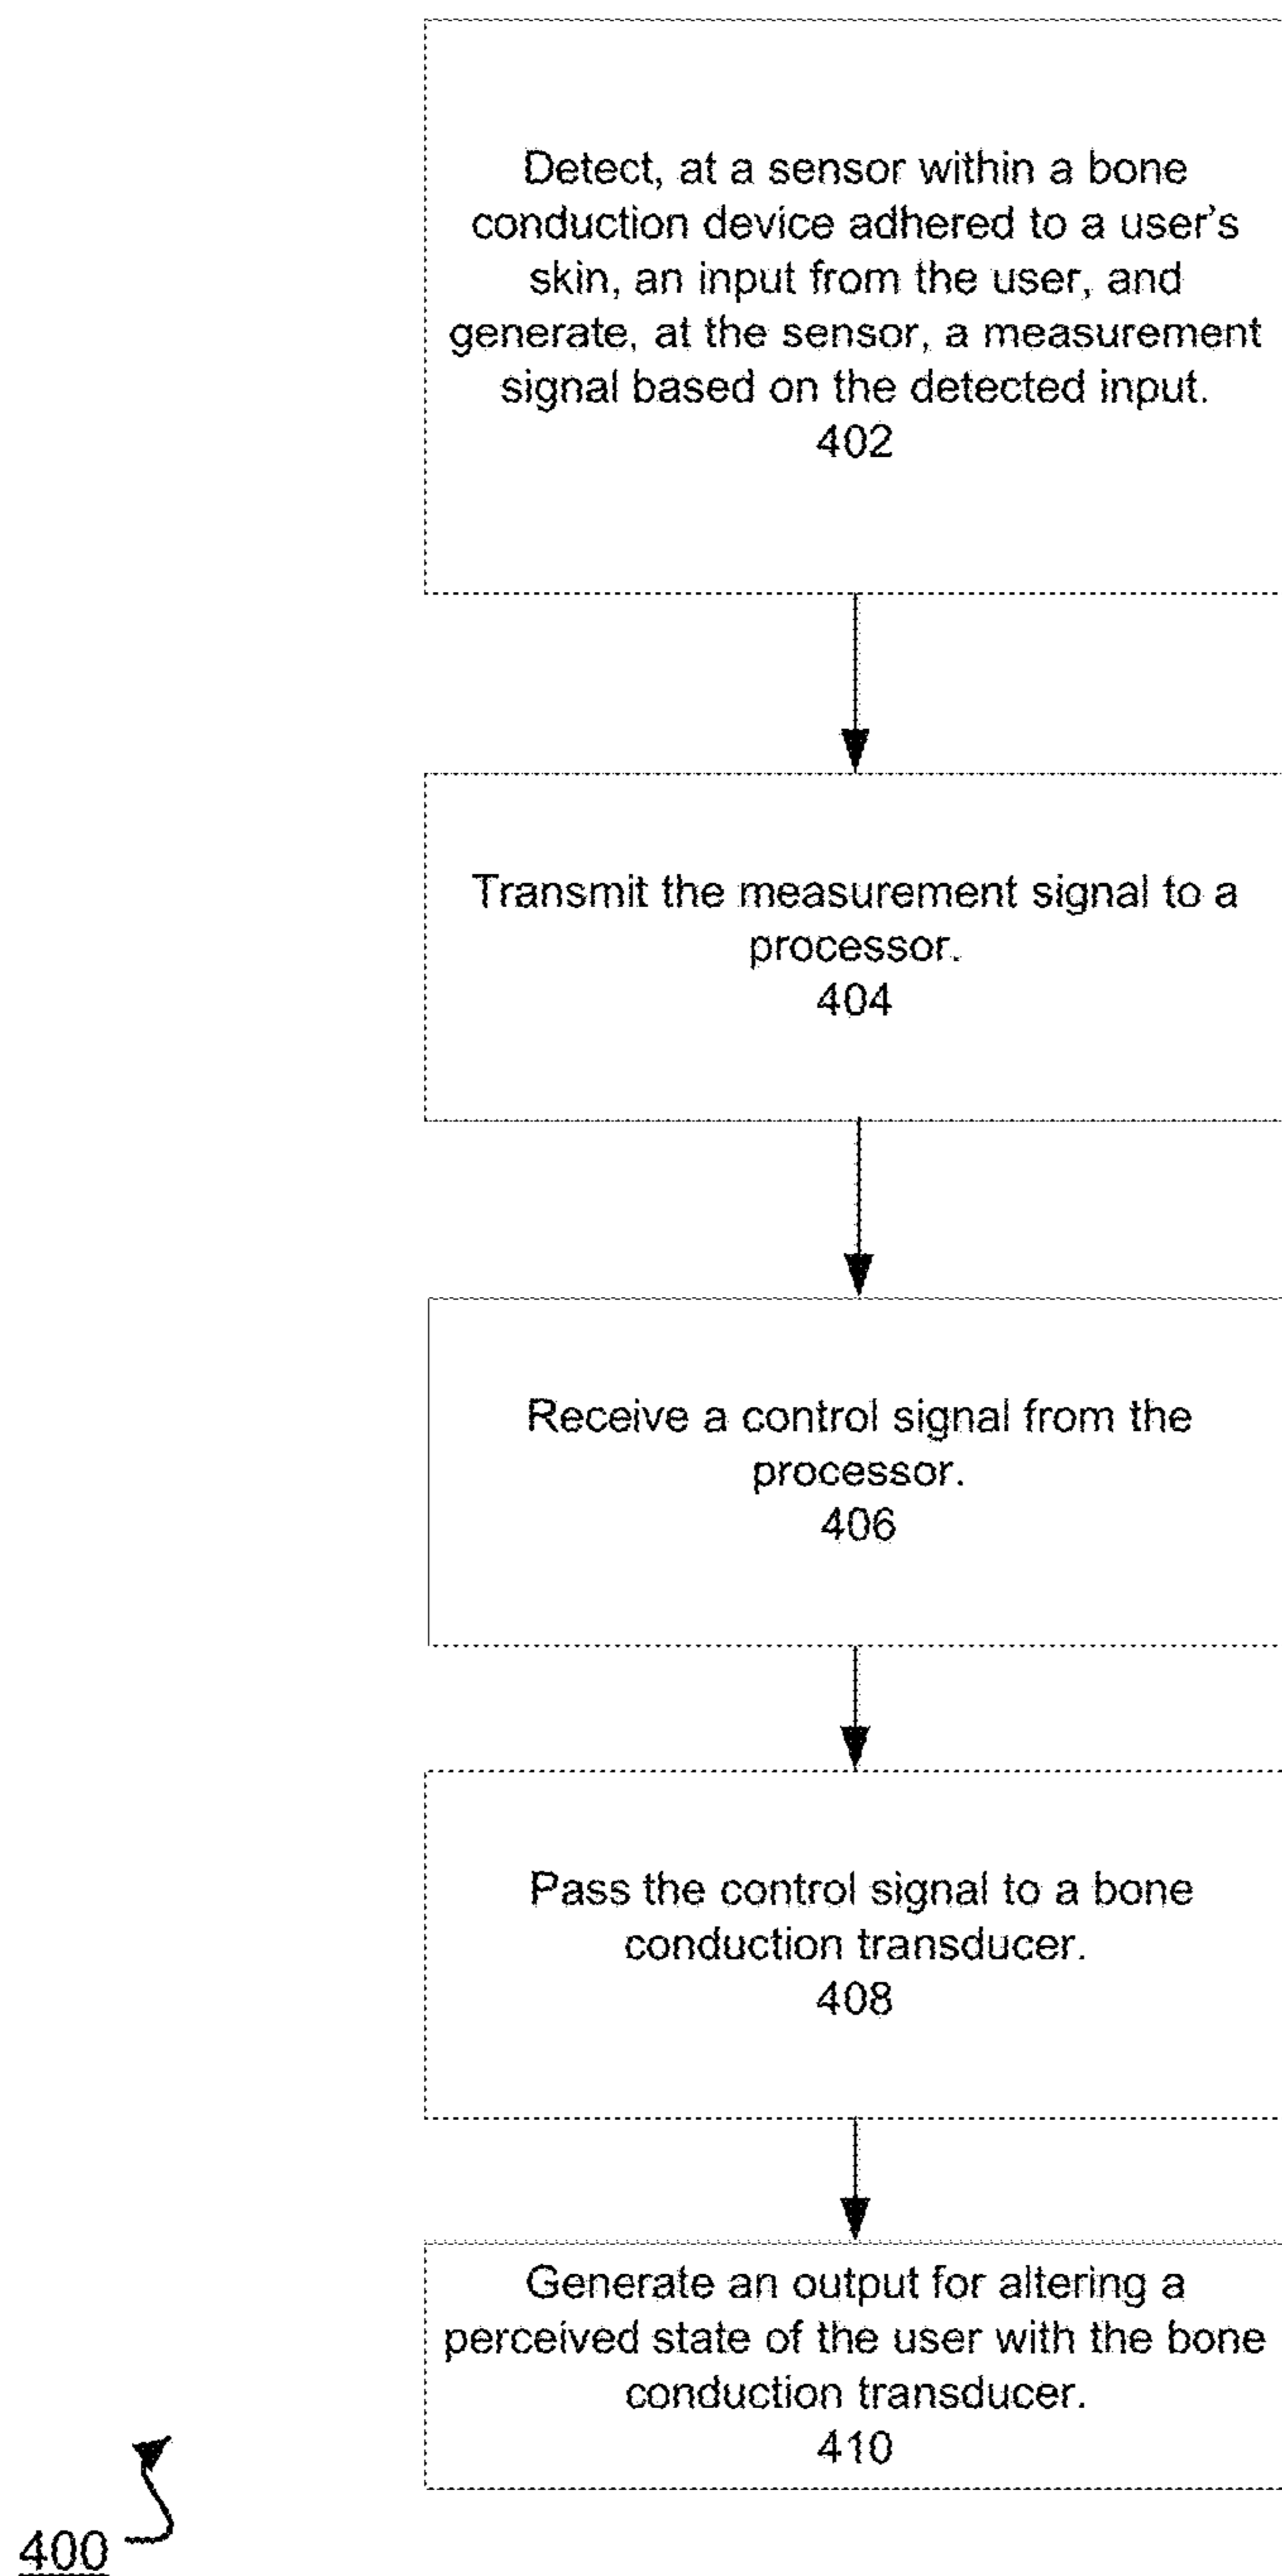 Detect, at a sensor within a bone
conduction device adhered to a user's
skin, an input from the user, and
generate, at the sensor, a measurement
signal based on the detected input.
402
Transmit the measurement signal to a
processor.
404
Receive a control signal from the
processor.
406
Pass the control signal to a bone
conduction transducer.
408
Generate an output for altering a
perceived state of the user with the bone
conduction transducer.
410
400